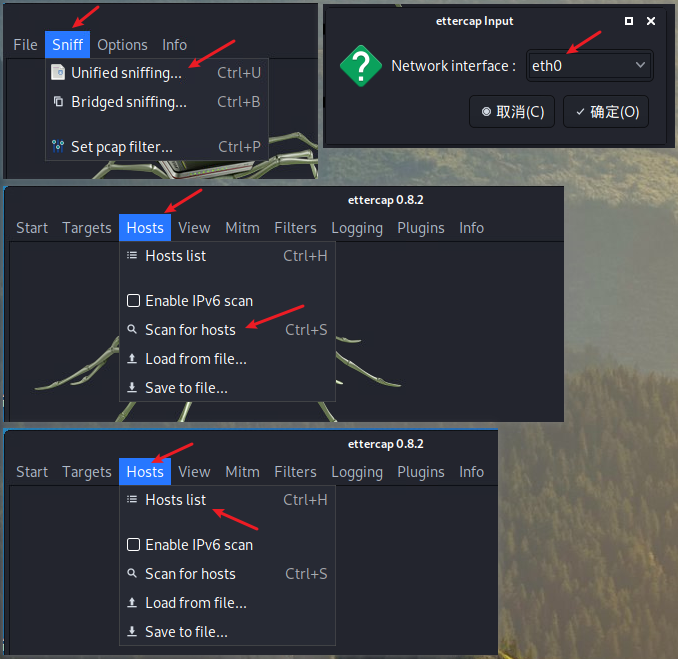 File Sniff Options Info
Unified sniffing... Ctrl+U
Bridged sniffing... Ctrl+B
Set pcap filter... Ctrl+P
ettercap Input
Network interface : eth0
取消(C) 确定(O)
ettercap 0.8.2
Start Targets Hosts View Mitm Filters Logging Plugins Info
Hosts list Ctrl+H
Enable IPv6 scan
Scan for hosts Ctrl+S
Load from file...
Save to file...
ettercap 0.8.2
Start Targets Hosts View Mitm Filters Logging Plugins Info
Hosts list Ctrl+H
Enable IPv6 scan
Scan for hosts Ctrl+S
Load from file...
Save to file...